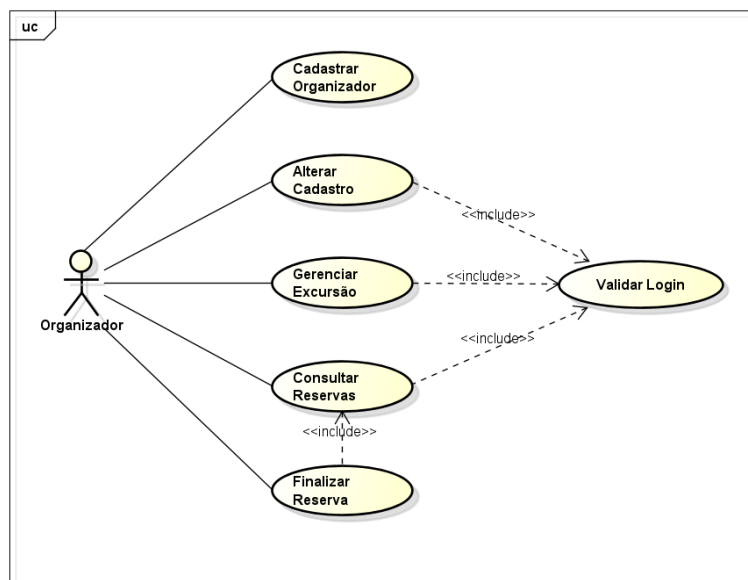 uc
Cadastrar
Organizador
Alterar
Cadastro
<<include>>
Gerenciar
Excursão
<<include>>
Validar Login
Organizador
<<include>>
Consultar
Reservas
<<include>>
Finalizar
Reserva